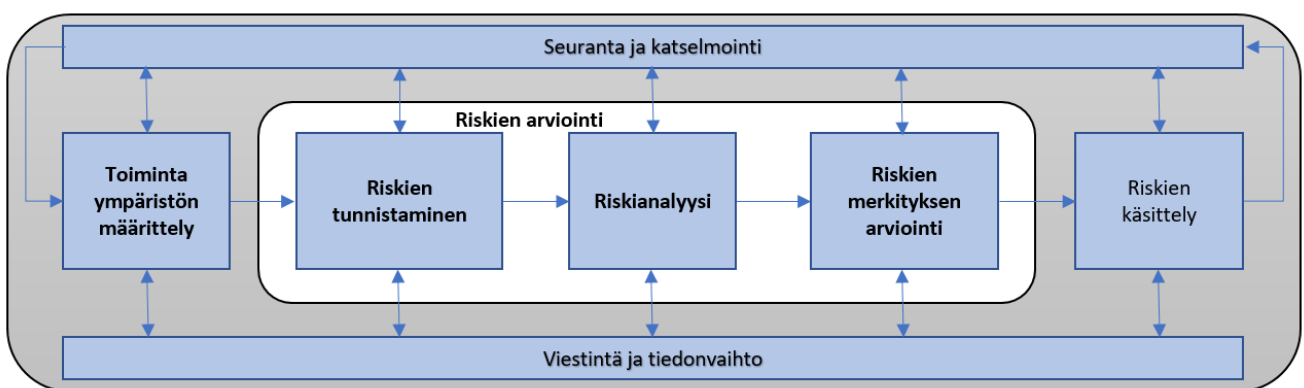 Seuranta ja katselmointi
Riskien arviointi
Toiminta
ympäristön
määrittely
Riskien
tunnistaminen
Riskianalyysi
Riskien
merkityksen
arviointi
Riskien
käsittely
Viestintä ja tiedonvaihto